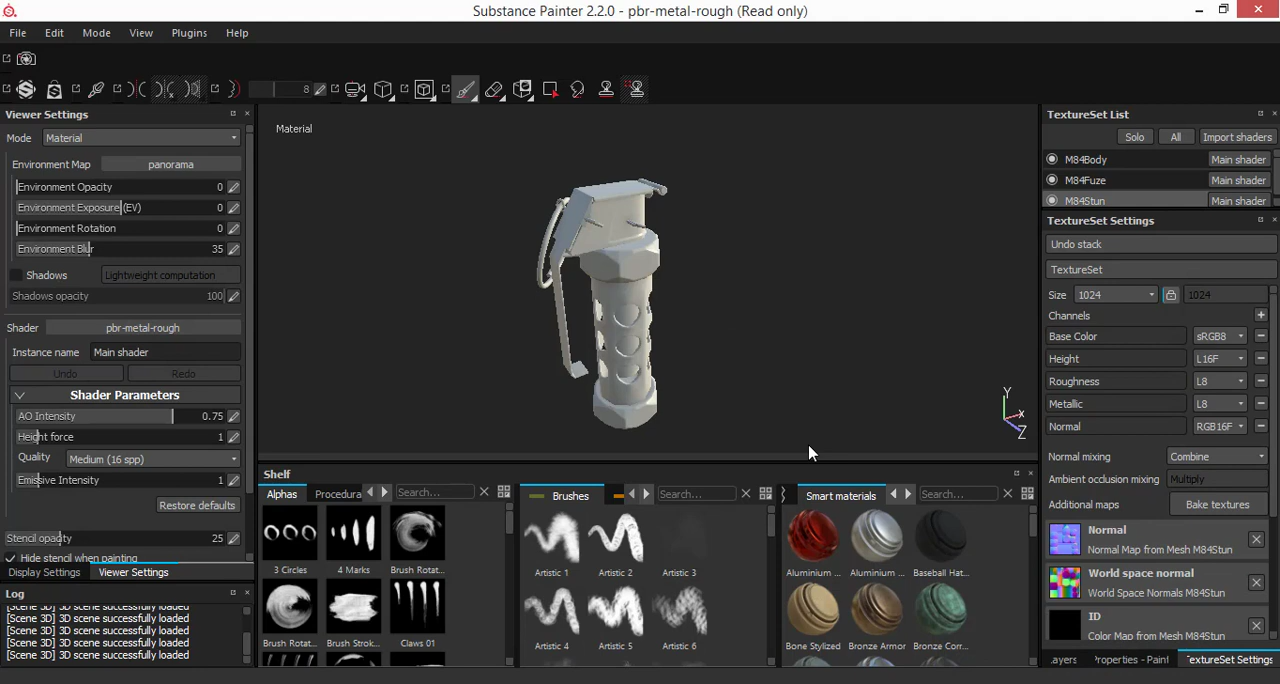 Substance Painter 2.2.0 - pbr-metal-rough (Read only)
File Edit Mode View Plugins Help
8
Viewer Settings
Mode Material
Environment Map panorama
Environment Opacity 0
Environment Exposure (EV) 0
Environment Rotation 0
Environment Blur 35
Shadows Lightweight computation
Shadows opacity 100
Shader pbr-metal-rough
Instance name Main shader
Undo Redo
Shader Parameters
AO Intensity 0.75
Height force 1
Quality Medium (16 spp)
Emissive Intensity 1
Restore defaults
Stencil opacity 25
Hide stencil when painting
Display Settings Viewer Settings
Log
[Scene 3D] 3D scene successfully loaded
[Scene 3D] 3D scene successfully loaded
[Scene 3D] 3D scene successfully loaded
[Scene 3D] 3D scene successfully loaded
[Scene 3D] 3D scene successfully loaded
Material
Y
X
Z
Shelf
Alphas Procedura Search...
3 Circles 4 Marks Brush Rotat...
Brush Rotat... Brush Strok... Claws 01
Brushes Search...
Artistic 1 Artistic 2 Artistic 3
Artistic 4 Artistic 5 Artistic 6
Smart materials Search...
Aluminium ... Aluminium ... Baseball Hat...
Bone Stylized Bronze Armor Bronze Corr...
TextureSet List
Solo All Import shaders
M84Body Main shader
M84Fuze Main shader
M84Stun Main shader
TextureSet Settings
Undo stack
TextureSet
Size 1024 1024
Channels
Base Color sRGB8
Height L16F
Roughness L8
Metallic L8
Normal RGB16F
Normal mixing Combine
Ambient occlusion mixing Multiply
Additional maps Bake textures
Normal
Normal Map from Mesh M84Stun
World space normal
World Space Normals M84Stun
ID
Color Map from Mesh M84Stun
ayers Properties - Paint TextureSet Settings